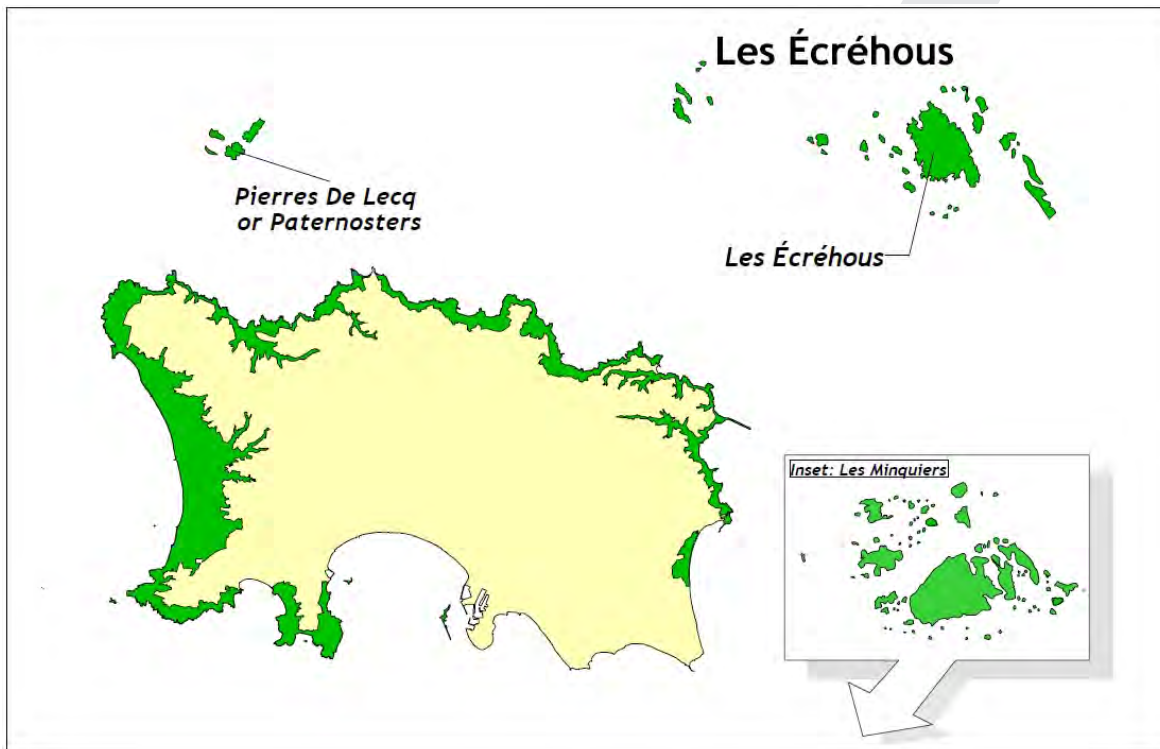 Les Écréhous
Pierres De Lecq
or Paternosters
Les Écréhous
Inset: Les Minquiers